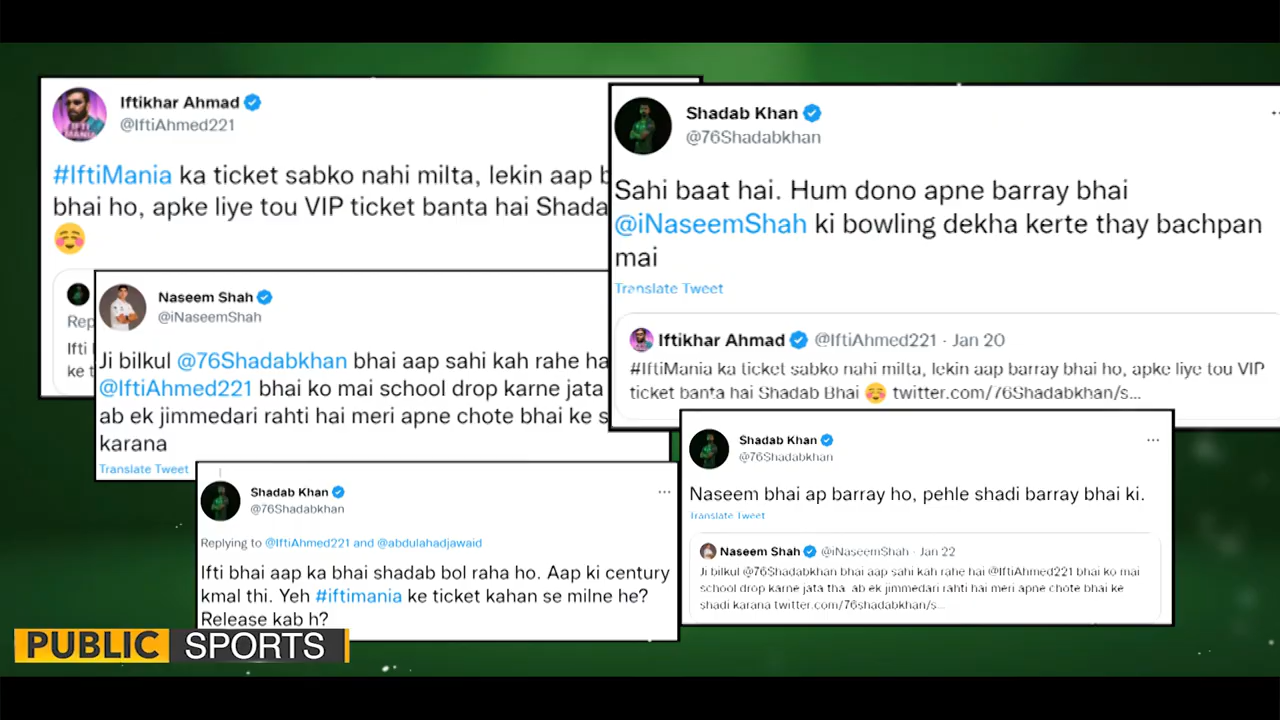 Iftikhar Ahmad
@IftiAhmed221
#IftiMania ka ticket sabko nahi milta, lekin aap
bhai ho, apke liye tou VIP ticket banta hai
Ifti
ke
Naseem Shah
@iNaseemShah
Ji bilkul @76Shadabkhan bhai aap sahi kah rahe
@IftiAhmed221 bhai ko mai school drop karne jata
ab ek jimmedari rahti hai meri apne chote bhai ke
karana
Translate Tweet
Shadab Khan
@76Shadabkhan
Replying to @IftiAhmed221 and @abdulahadjawaid
Ifti bhai aap ka bhai shadab bol raha ho. Aap ki century
kmal thi. Yeh #iftimania ke ticket kahan se milne he?
Release kab h?
Shadab Khan
@76Shadabkhan
Sahi baat hai. Hum dono apne barray bhai
@iNaseemShah ki bowling dekha kerte thay bachpan
mai
Translate Tweet
Iftikhar Ahmad @IftiAhmed221 · Jan 20
#IftiMania ka ticket sabko nahi milta, lekin aap barray bhai ho, apke liye tou VIP
ticket banta hai Shadab Bhai ☺️ twitter.com/76Shadabkhan/s...
Shadab Khan
@76Shadabkhan
Naseem bhai ap barray ho, pehle shadi barray bhai ki.
Translate Tweet
Naseem Shah @iNaseemShah · Jan 22
Ji bilkul @76Shadabkhan bhai aap sahi kah rahe hai @IftiAhmed221 bhai ko mai
school drop karne jata tha ab ek jimmedari rahti hai meri apne chote bhai ke
shadi karana twitter.com/76shadabkhan/s...
PUBLIC SPORTS